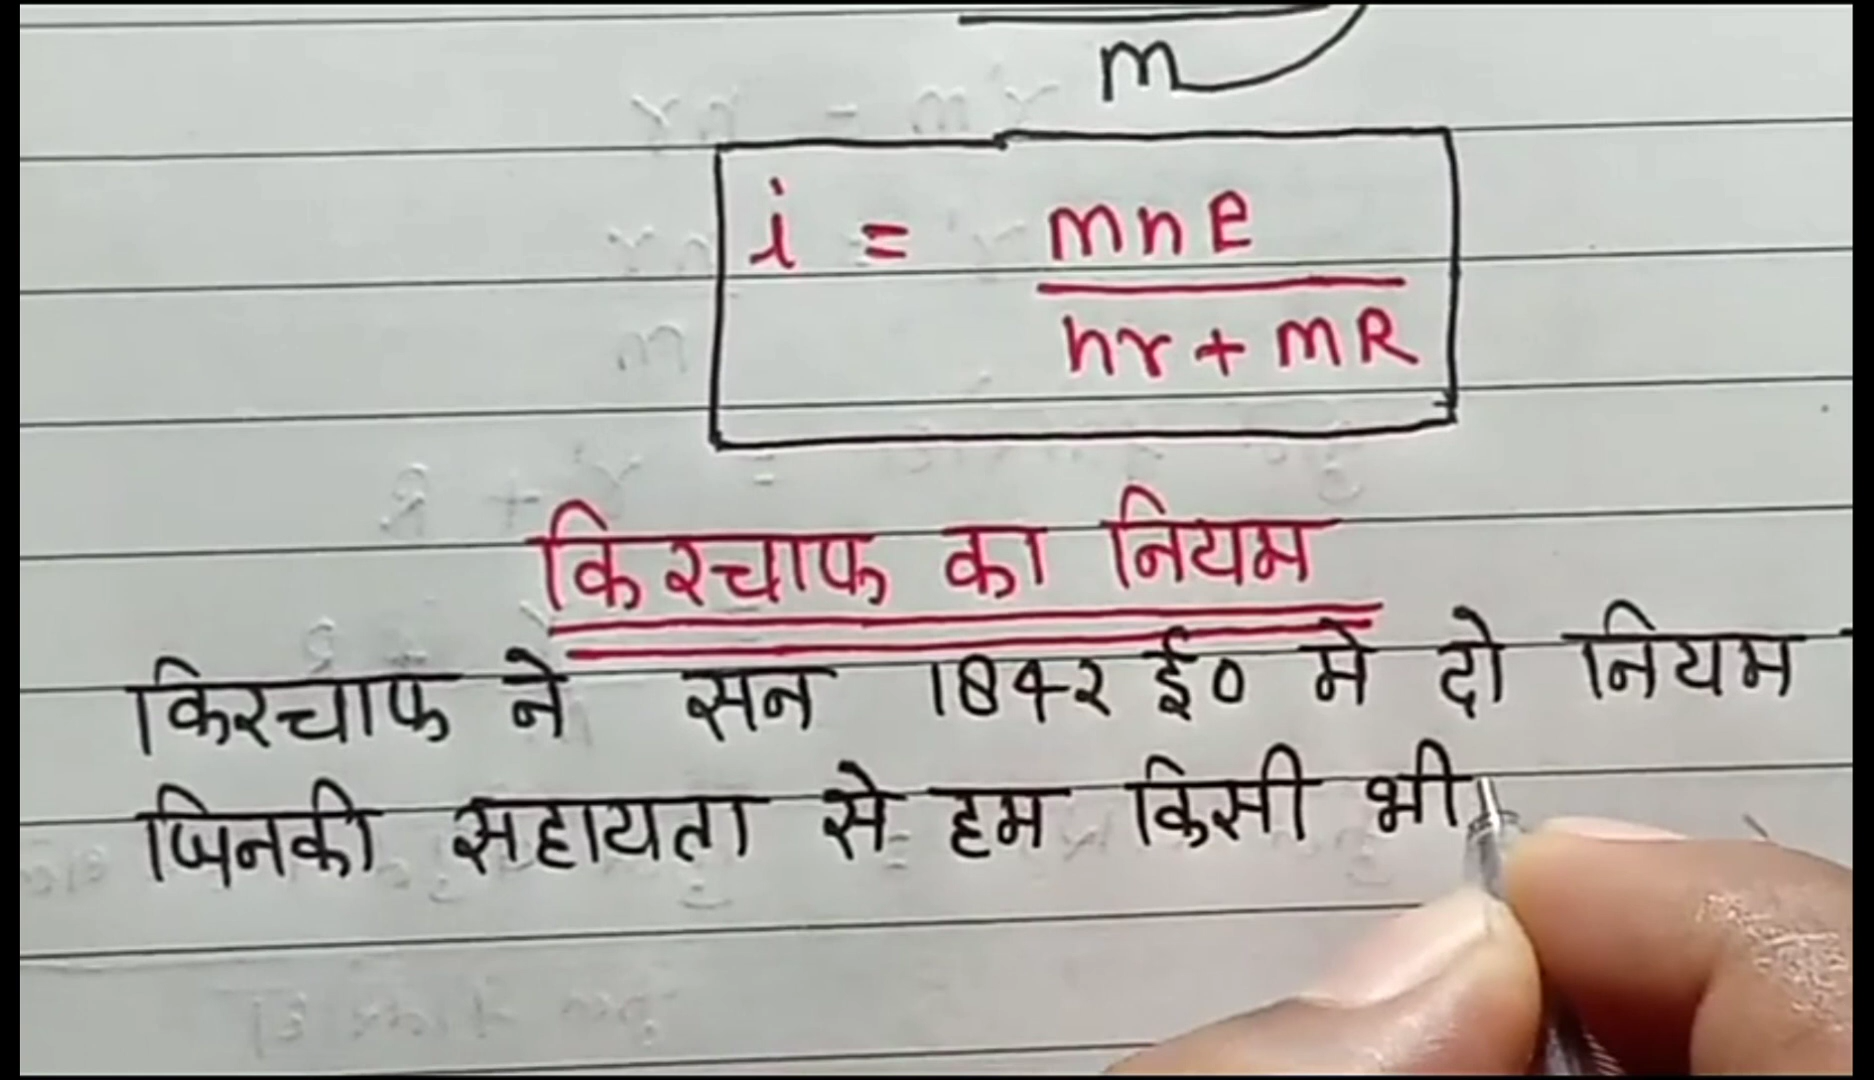 m
i = mnE
nr + mR
किरचाफ का नियम
किरचाफ ने सन 1842 ई० मे दो नियम
जिनकी सहायता से हम किसी भी